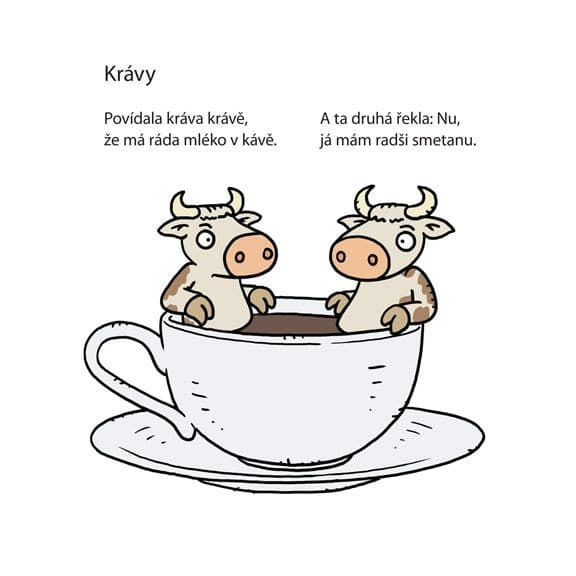 Krávy
Povídala kráva krávě,
že má ráda mléko v kávě.
A ta druhá řekla: Nu,
já mám radši smetanu.